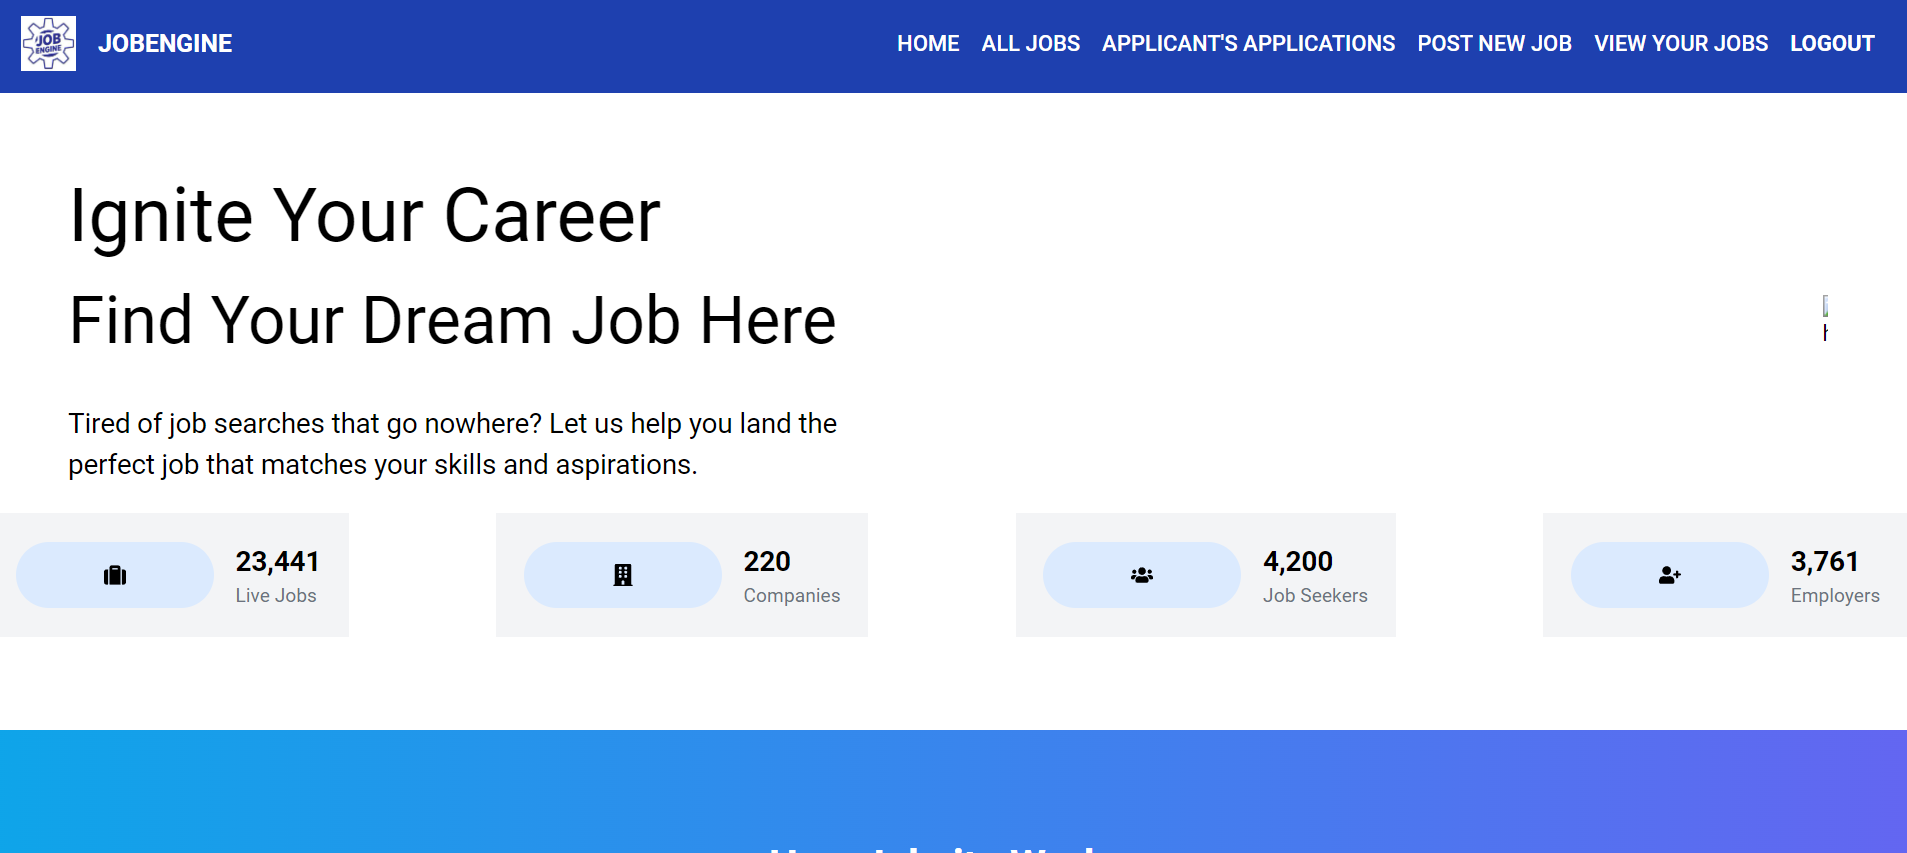 JOB
ENGINE
JOBENGINE
HOME ALL JOBS APPLICANT'S APPLICATIONS POST NEW JOB VIEW YOUR JOBS LOGOUT
Ignite Your Career
Find Your Dream Job Here
Tired of job searches that go nowhere? Let us help you land the
perfect job that matches your skills and aspirations.
23,441
Live Jobs
220
Companies
4,200
Job Seekers
3,761
Employers